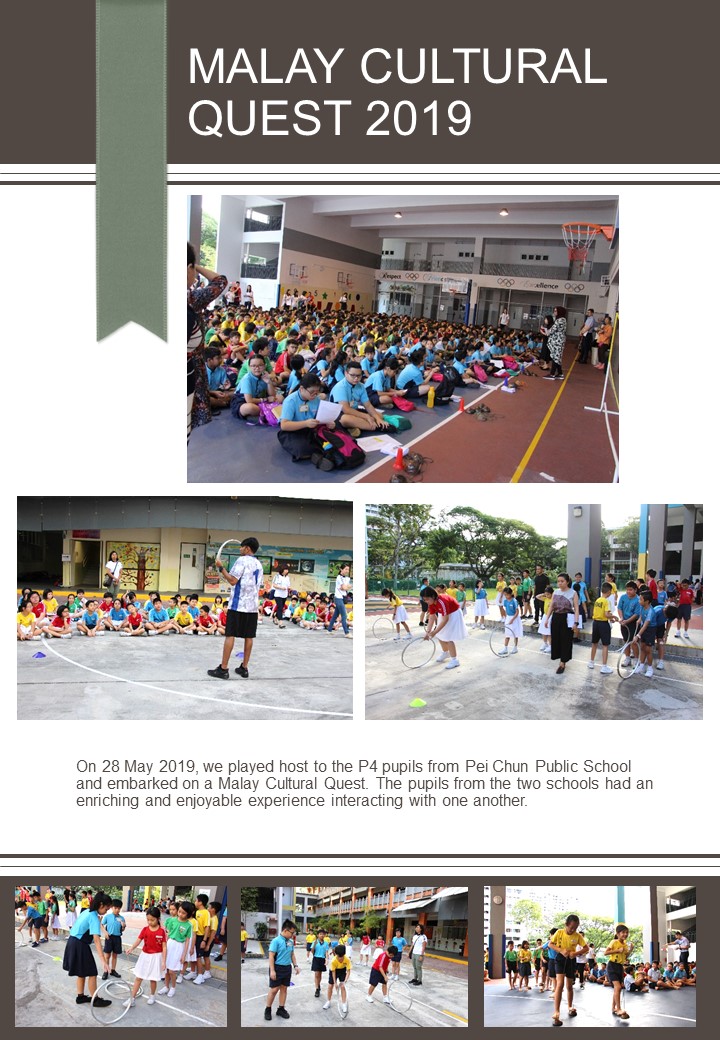 MALAY CULTURAL
QUEST 2019
Respect
Excellence
On 28 May 2019, we played host to the P4 pupils from Pei Chun Public School
and embarked on a Malay Cultural Quest. The pupils from the two schools had an
enriching and enjoyable experience interacting with one another.